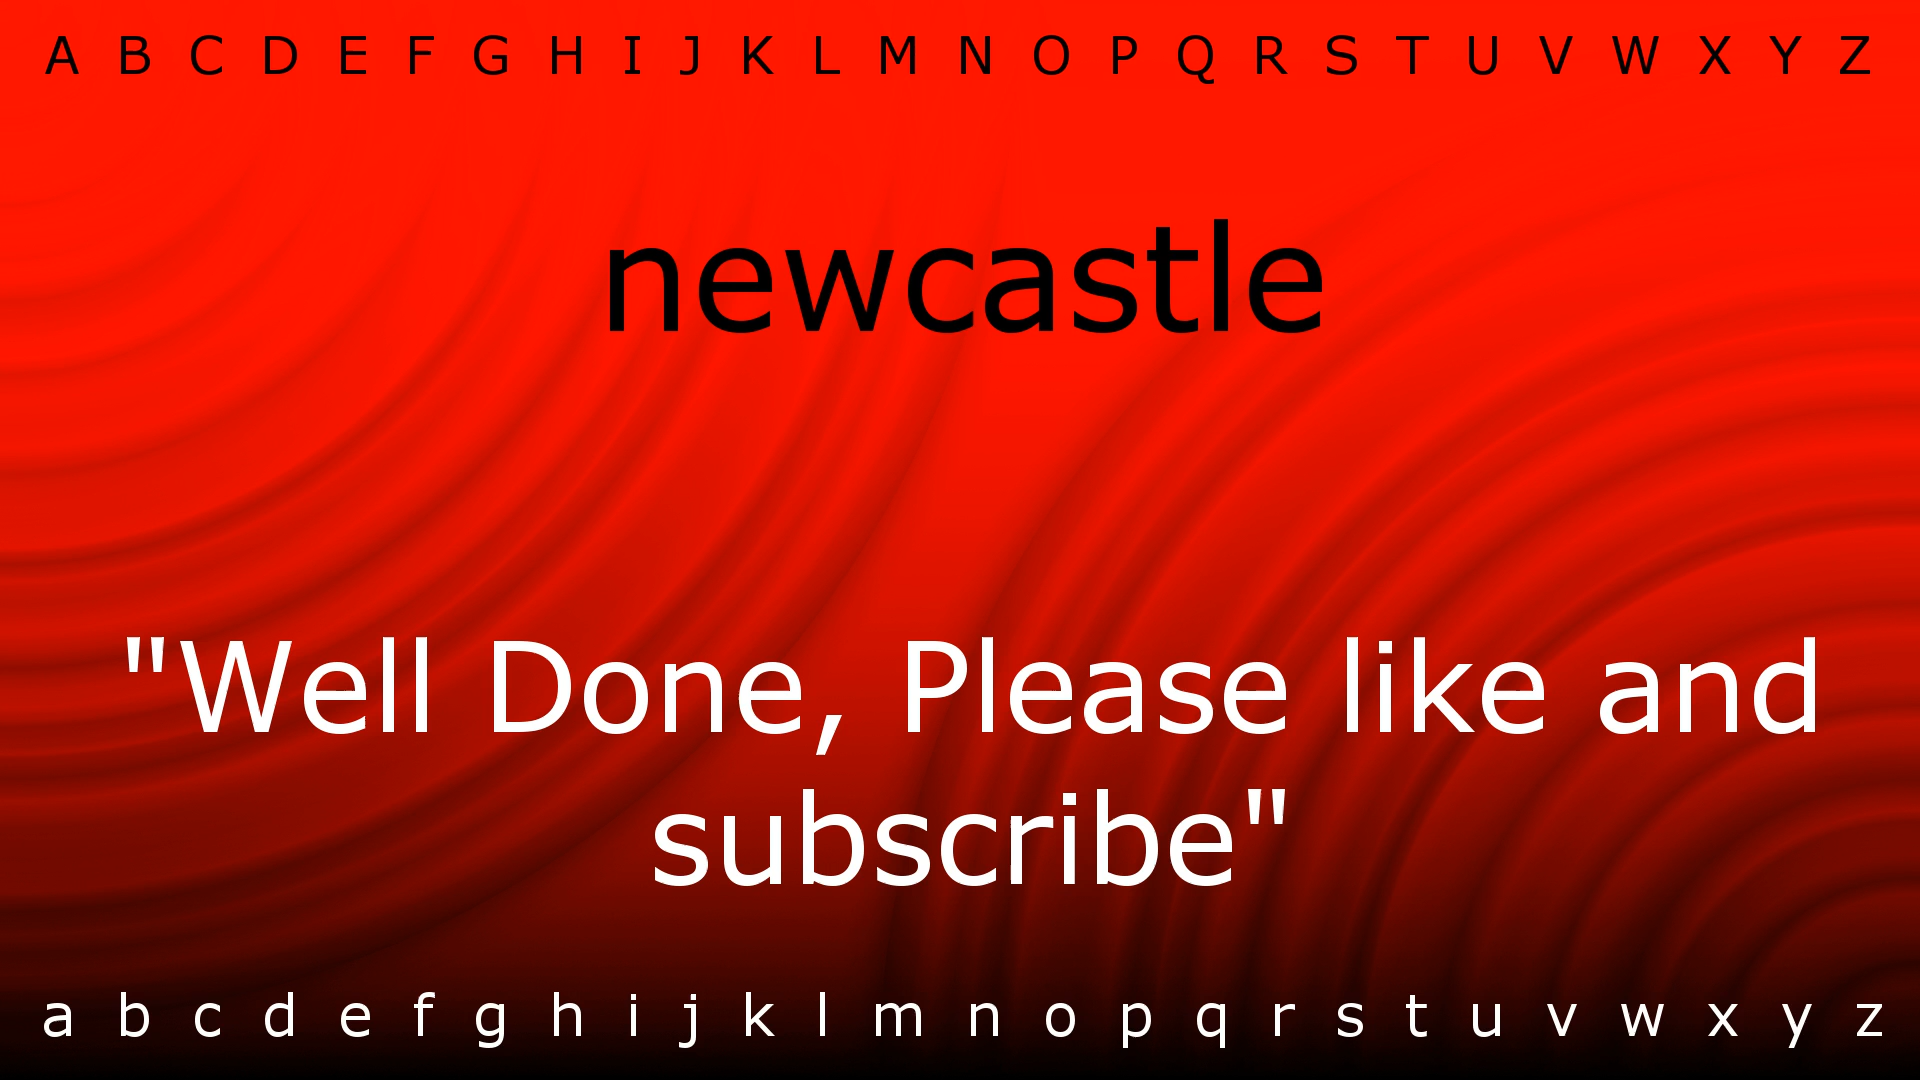 A B C D E F G H I J K L M N O P Q R S T U V W X Y Z
newcastle
"Well Done, Please like and
subscribe"
a b c d e f g h i j k l m n o p q r s t u v w x y z